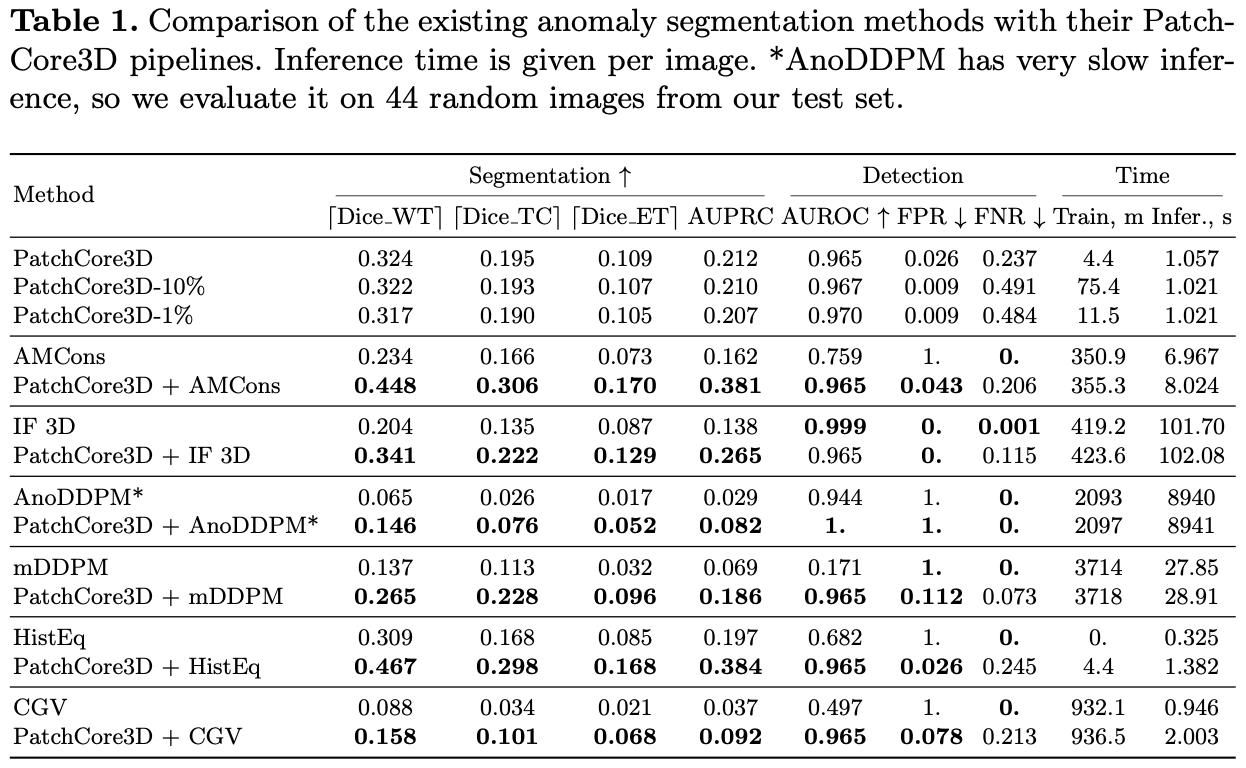 Table 1. Comparison of the existing anomaly segmentation methods with their Patch-
Core3D pipelines. Inference time is given per image. *AnoDDPM has very slow infer-
ence, so we evaluate it on 44 random images from our test set.
Method Segmentation ↑ Detection Time
⌈Dice_WT⌉ ⌈Dice_TC⌉ ⌈Dice_ET⌉ AUPRC AUROC ↑ FPR ↓ FNR ↓ Train, m Infer., s
PatchCore3D 0.324 0.195 0.109 0.212 0.965 0.026 0.237 4.4 1.057
PatchCore3D-10% 0.322 0.193 0.107 0.210 0.967 0.009 0.491 75.4 1.021
PatchCore3D-1% 0.317 0.190 0.105 0.207 0.970 0.009 0.484 11.5 1.021
AMCons 0.234 0.166 0.073 0.162 0.759 1. 0. 350.9 6.967
PatchCore3D + AMCons 0.448 0.306 0.170 0.381 0.965 0.043 0.206 355.3 8.024
IF 3D 0.204 0.135 0.087 0.138 0.999 0. 0.001 419.2 101.70
PatchCore3D + IF 3D 0.341 0.222 0.129 0.265 0.965 0. 0.115 423.6 102.08
AnoDDPM* 0.065 0.026 0.017 0.029 0.944 1. 0. 2093 8940
PatchCore3D + AnoDDPM* 0.146 0.076 0.052 0.082 1. 1. 0. 2097 8941
mDDPM 0.137 0.113 0.032 0.069 0.171 1. 0. 3714 27.85
PatchCore3D + mDDPM 0.265 0.228 0.096 0.186 0.965 0.112 0.073 3718 28.91
HistEq 0.309 0.168 0.085 0.197 0.682 1. 0. 0. 0.325
PatchCore3D + HistEq 0.467 0.298 0.168 0.384 0.965 0.026 0.245 4.4 1.382
CGV 0.088 0.034 0.021 0.037 0.497 1. 0. 932.1 0.946
PatchCore3D + CGV 0.158 0.101 0.068 0.092 0.965 0.078 0.213 936.5 2.003